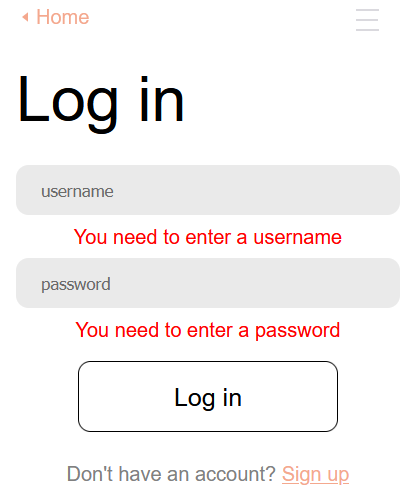 Home
Log in
username
You need to enter a username
password
You need to enter a password
Log in
Don't have an account? Sign up